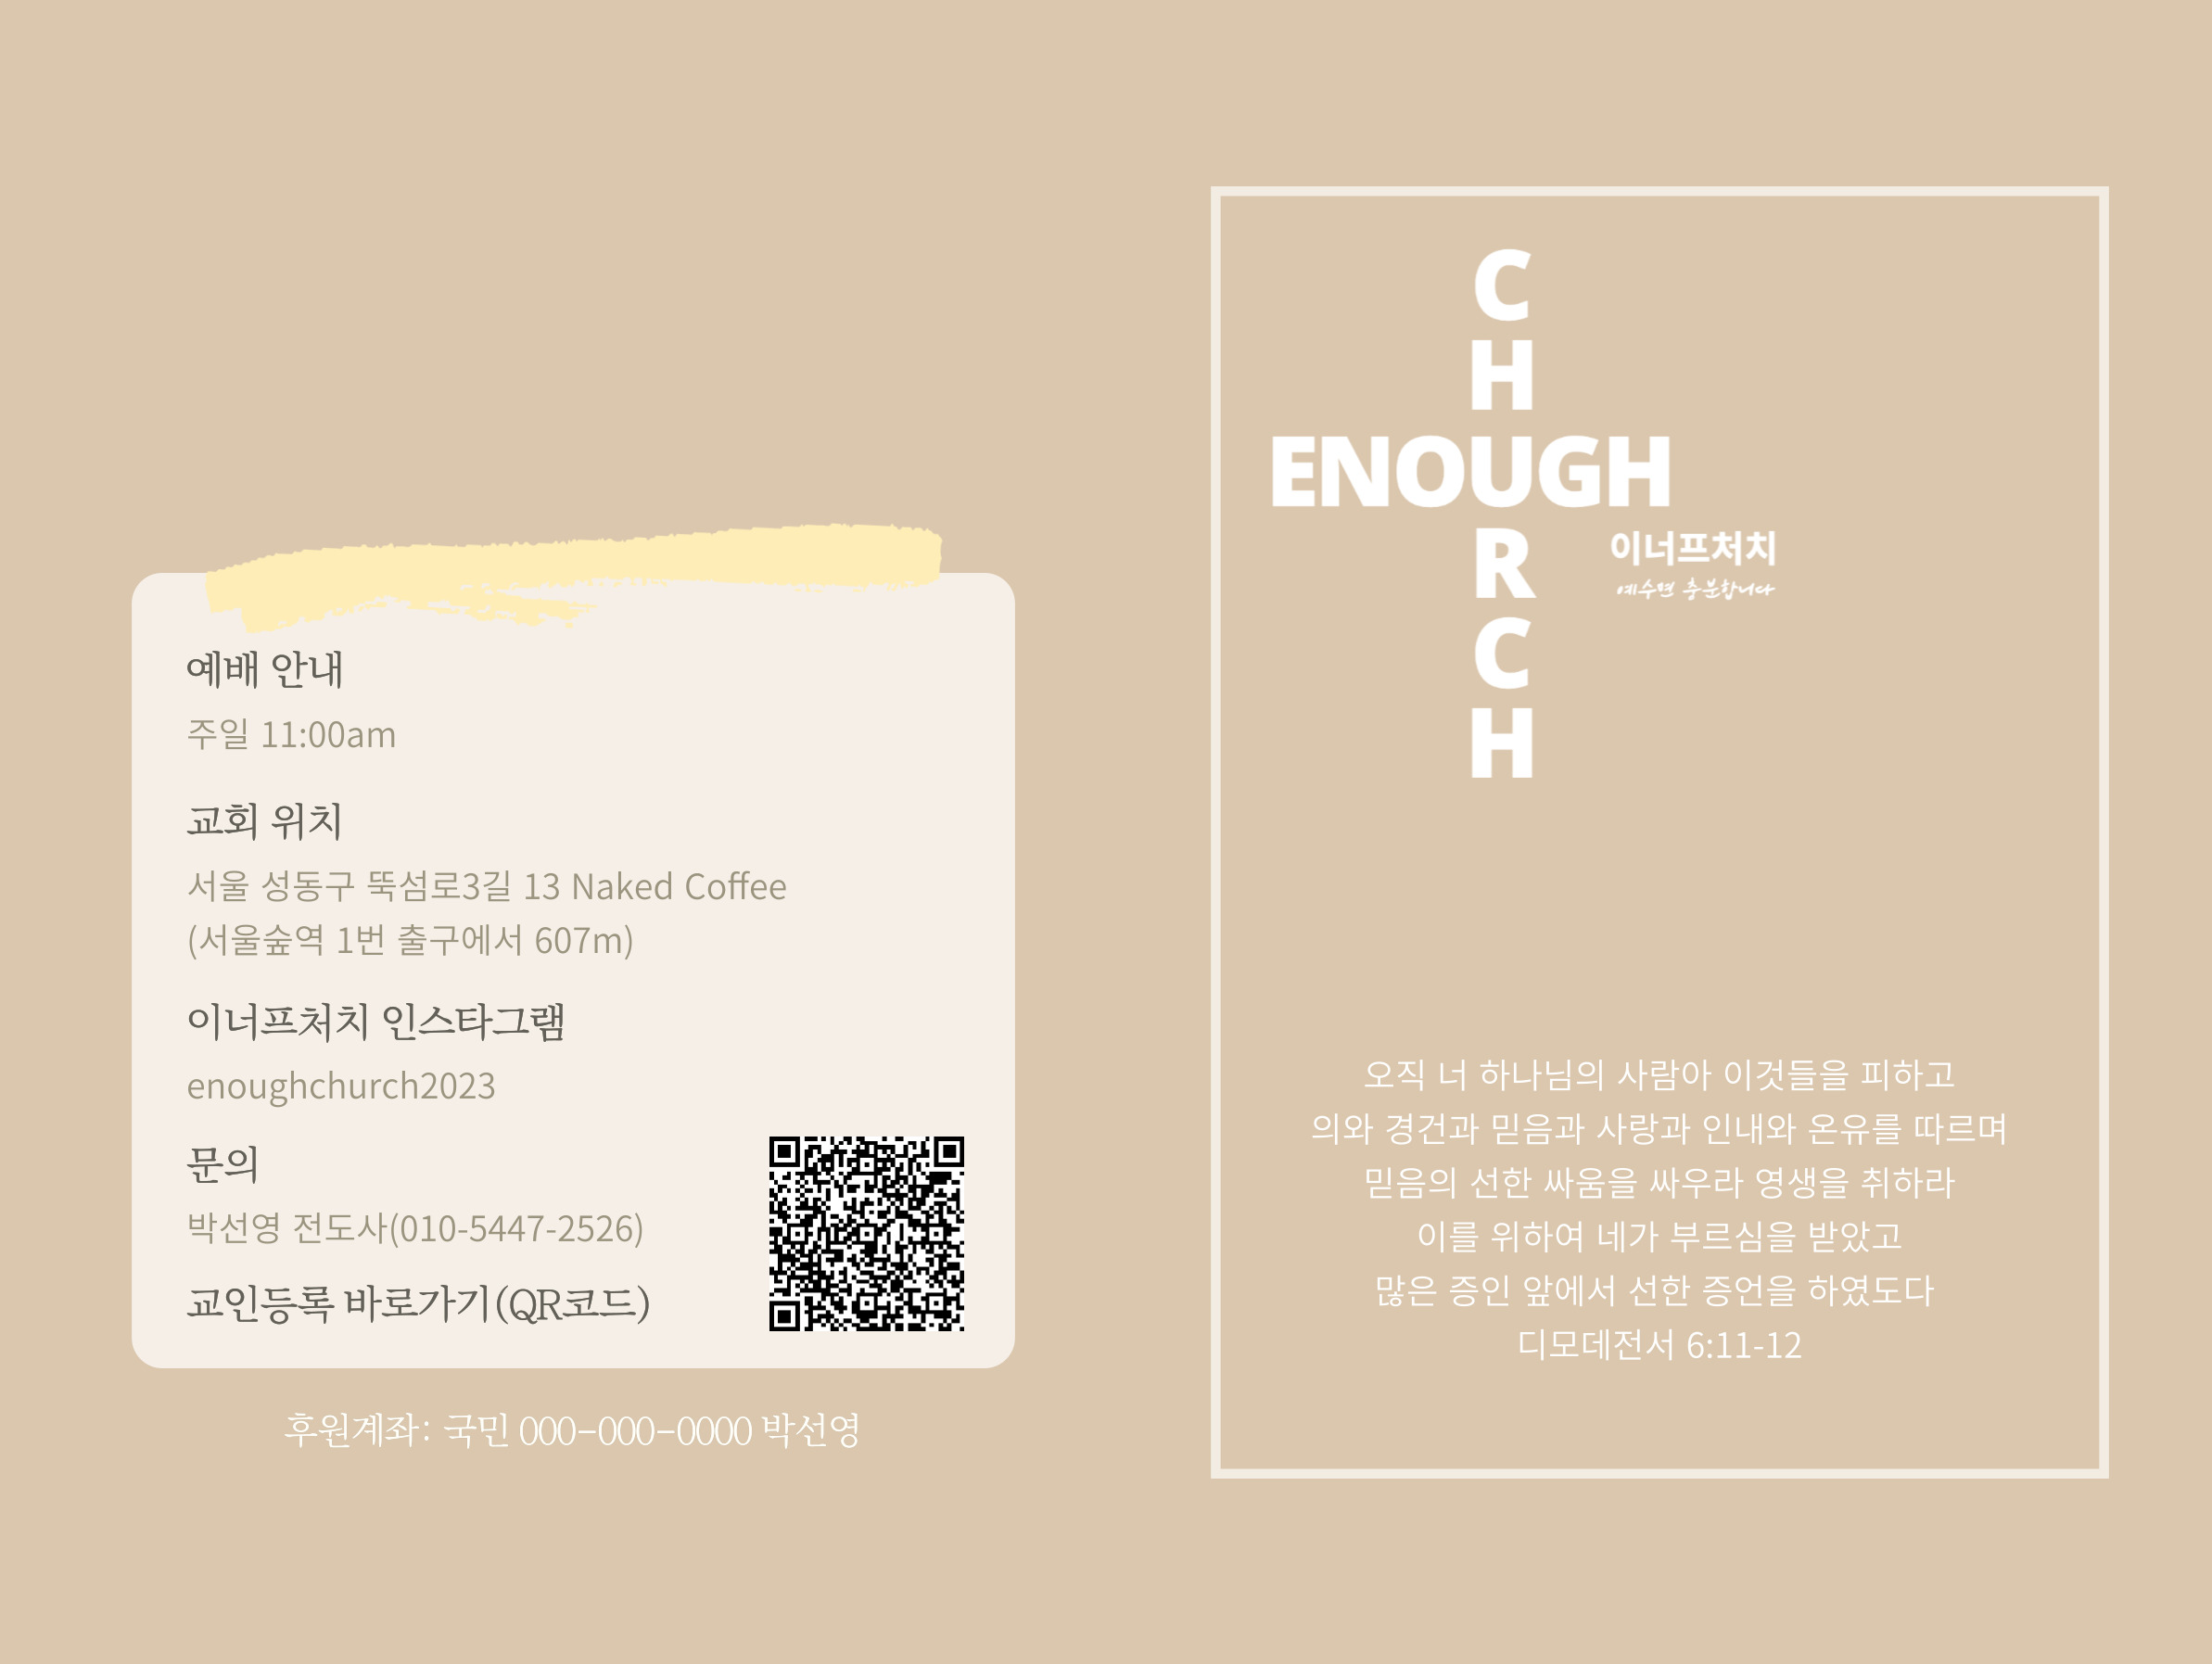 예배 안내
주일 11:00am
교회 위치
서울 성동구 뚝섬로3길 13 Naked Coffee
(서울숲역 1번 출구에서 607m)
이너프처치 인스타그램
enoughchurch2023
문의
박선영 전도사(010-5447-2526)
교인등록 바로가기(QR코드)
후원계좌: 국민 000-000-0000 박선영
C
H
ENOUGH
R
C
H
이너프처치
예수면 충분합니다
오직 너 하나님의 사람아 이것들을 피하고
의와 경건과 믿음과 사랑과 인내와 온유를 따르며
믿음의 선한 싸움을 싸우라 영생을 취하라
이를 위하여 네가 부르심을 받았고
많은 증인 앞에서 선한 증언을 하였도다
디모데전서 6:11-12